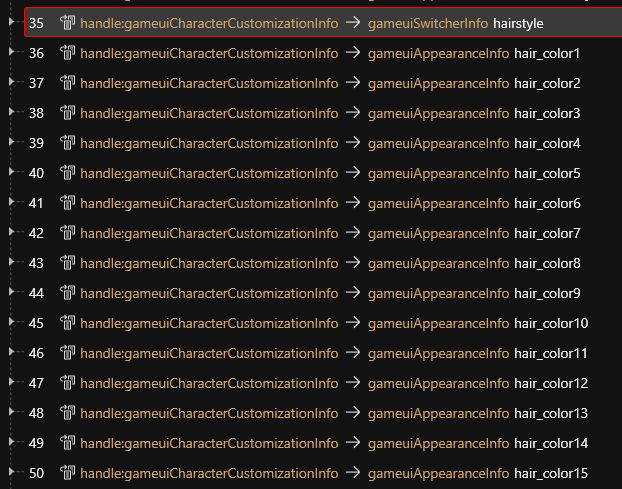 35 handle:gameuiCharacterCustomizationInfo → gameuiSwitcherInfo hairstyle
36 handle:gameuiCharacterCustomizationInfo → gameuiAppearanceInfo hair_color1
37 handle:gameuiCharacterCustomizationInfo → gameuiAppearanceInfo hair_color2
38 handle:gameuiCharacterCustomizationInfo → gameuiAppearanceInfo hair_color3
39 handle:gameuiCharacterCustomizationInfo → gameuiAppearanceInfo hair_color4
40 handle:gameuiCharacterCustomizationInfo → gameuiAppearanceInfo hair_color5
41 handle:gameuiCharacterCustomizationInfo → gameuiAppearanceInfo hair_color6
42 handle:gameuiCharacterCustomizationInfo → gameuiAppearanceInfo hair_color7
43 handle:gameuiCharacterCustomizationInfo → gameuiAppearanceInfo hair_color8
44 handle:gameuiCharacterCustomizationInfo → gameuiAppearanceInfo hair_color9
45 handle:gameuiCharacterCustomizationInfo → gameuiAppearanceInfo hair_color10
46 handle:gameuiCharacterCustomizationInfo → gameuiAppearanceInfo hair_color11
47 handle:gameuiCharacterCustomizationInfo → gameuiAppearanceInfo hair_color12
48 handle:gameuiCharacterCustomizationInfo → gameuiAppearanceInfo hair_color13
49 handle:gameuiCharacterCustomizationInfo → gameuiAppearanceInfo hair_color14
50 handle:gameuiCharacterCustomizationInfo → gameuiAppearanceInfo hair_color15